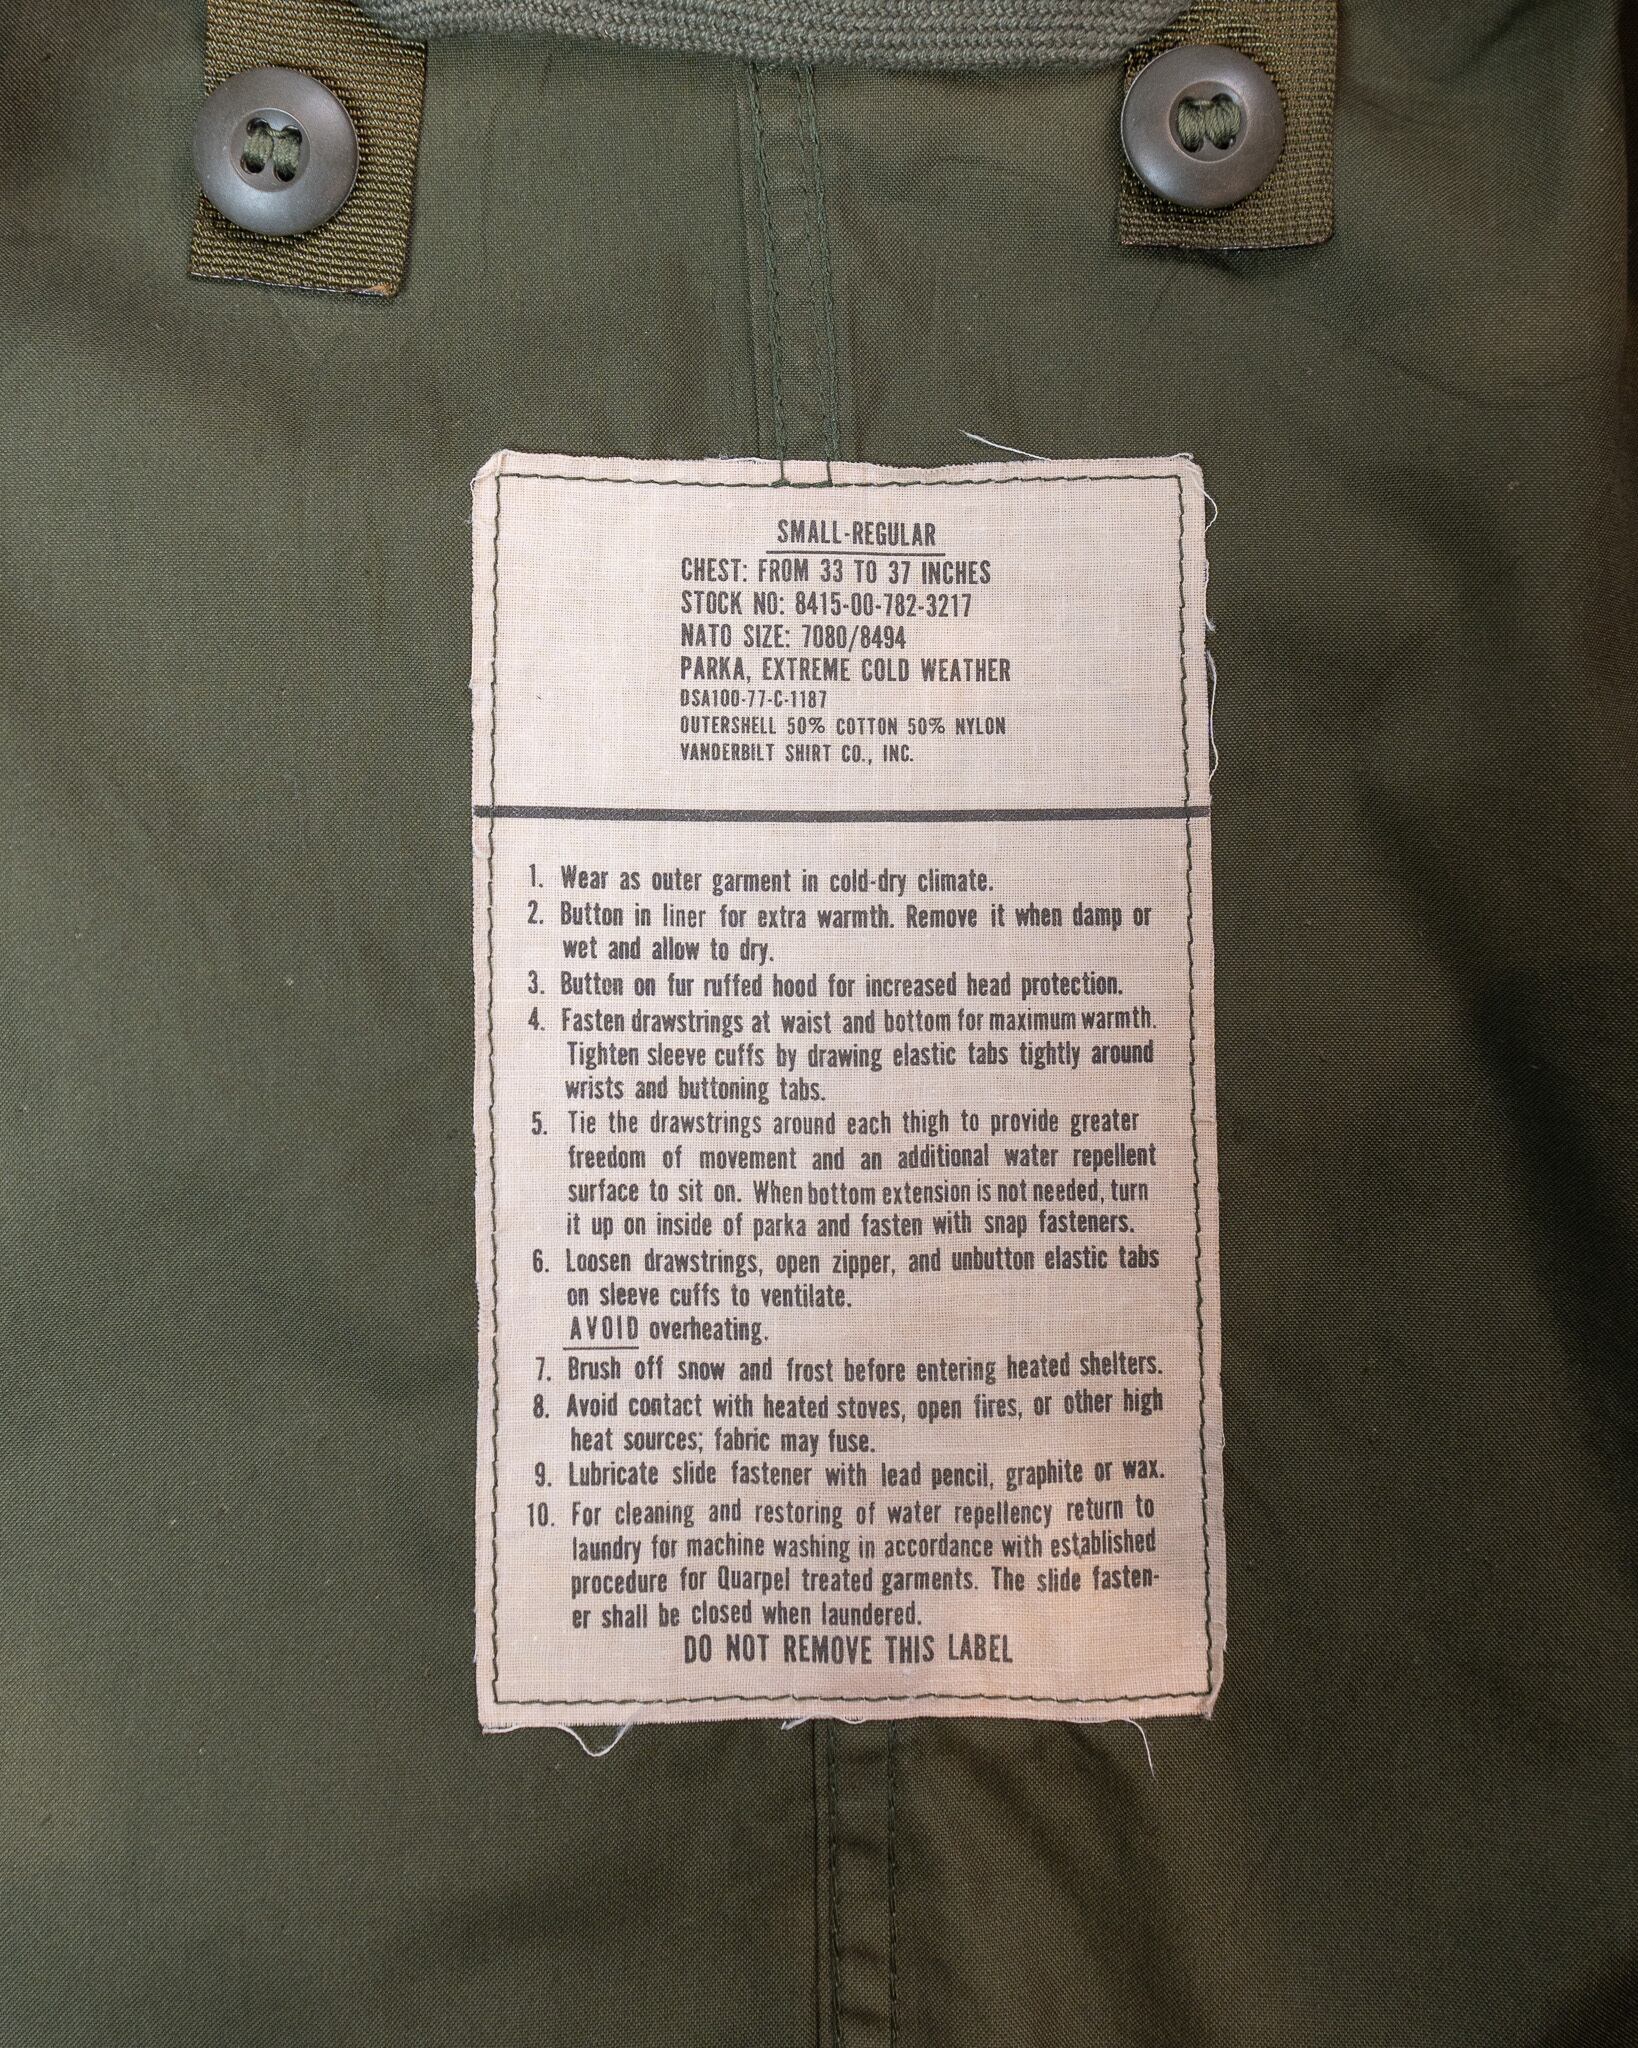 SMALL-REGULAR
CHEST: FROM 33 TO 37 INCHES
STOCK NO: 8415-00-782-3217
NATO SIZE: 7080/8494
PARKA, EXTREME COLD WEATHER
DSA100-77-C-1187
OUTERSHELL 50% COTTON 50% NYLON
VANDERBILT SHIRT CO., INC.
1. Wear as outer garment in cold-dry climate.
2. Button in liner for extra warmth. Remove it when damp or
wet and allow to dry.
3. Button on fur ruffed hood for increased head protection.
4. Fasten drawstrings at waist and bottom for maximum warmth.
Tighten sleeve cuffs by drawing elastic tabs tightly around
wrists and buttoning tabs.
5. Tie the drawstrings around each thigh to provide greater
freedom of movement and an additional water repellent
surface to sit on. When bottom extension is not needed, turn
it up on inside of parka and fasten with snap fasteners.
6. Loosen drawstrings, open zipper, and unbutton elastic tabs
on sleeve cuffs to ventilate.
AVOID overheating.
7. Brush off snow and frost before entering heated shelters.
8. Avoid contact with heated stoves, open fires, or other high
heat sources; fabric may fuse.
9. Lubricate slide fastener with lead pencil, graphite or wax.
10. For cleaning and restoring of water repellency return to
laundry for machine washing in accordance with established
procedure for Quarpel treated garments. The slide fasten-
er shall be closed when laundered.
DO NOT REMOVE THIS LABEL